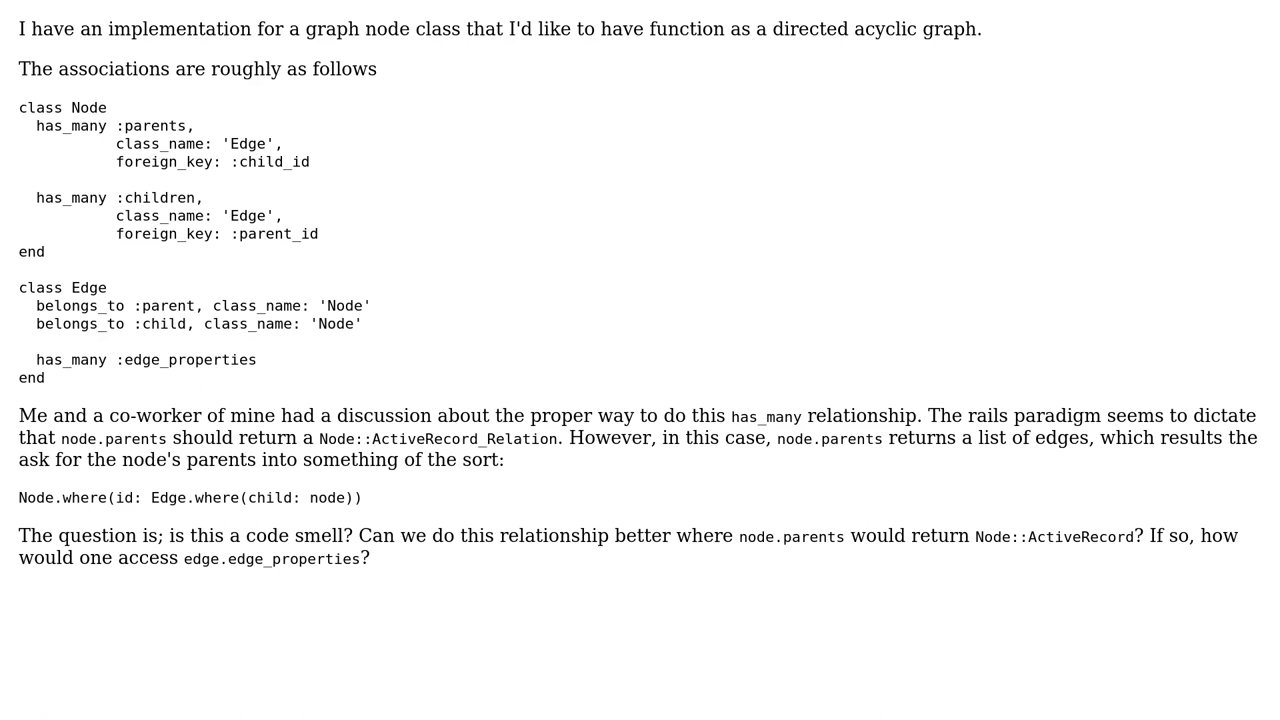 I have an implementation for a graph node class that I'd like to have function as a directed acyclic graph.
The associations are roughly as follows
class Node
  has_many :parents,
           class_name: 'Edge',
           foreign_key: :child_id
  has_many :children,
           class_name: 'Edge',
           foreign_key: :parent_id
end
class Edge
  belongs_to :parent, class_name: 'Node'
  belongs_to :child, class_name: 'Node'
  has_many :edge_properties
end
Me and a co-worker of mine had a discussion about the proper way to do this has_many relationship. The rails paradigm seems to dictate
that node.parents should return a Node::ActiveRecord_Relation. However, in this case, node.parents returns a list of edges, which results the
ask for the node's parents into something of the sort:
Node.where(id: Edge.where(child: node))
The question is; is this a code smell? Can we do this relationship better where node.parents would return Node::ActiveRecord? If so, how
would one access edge.edge_properties?